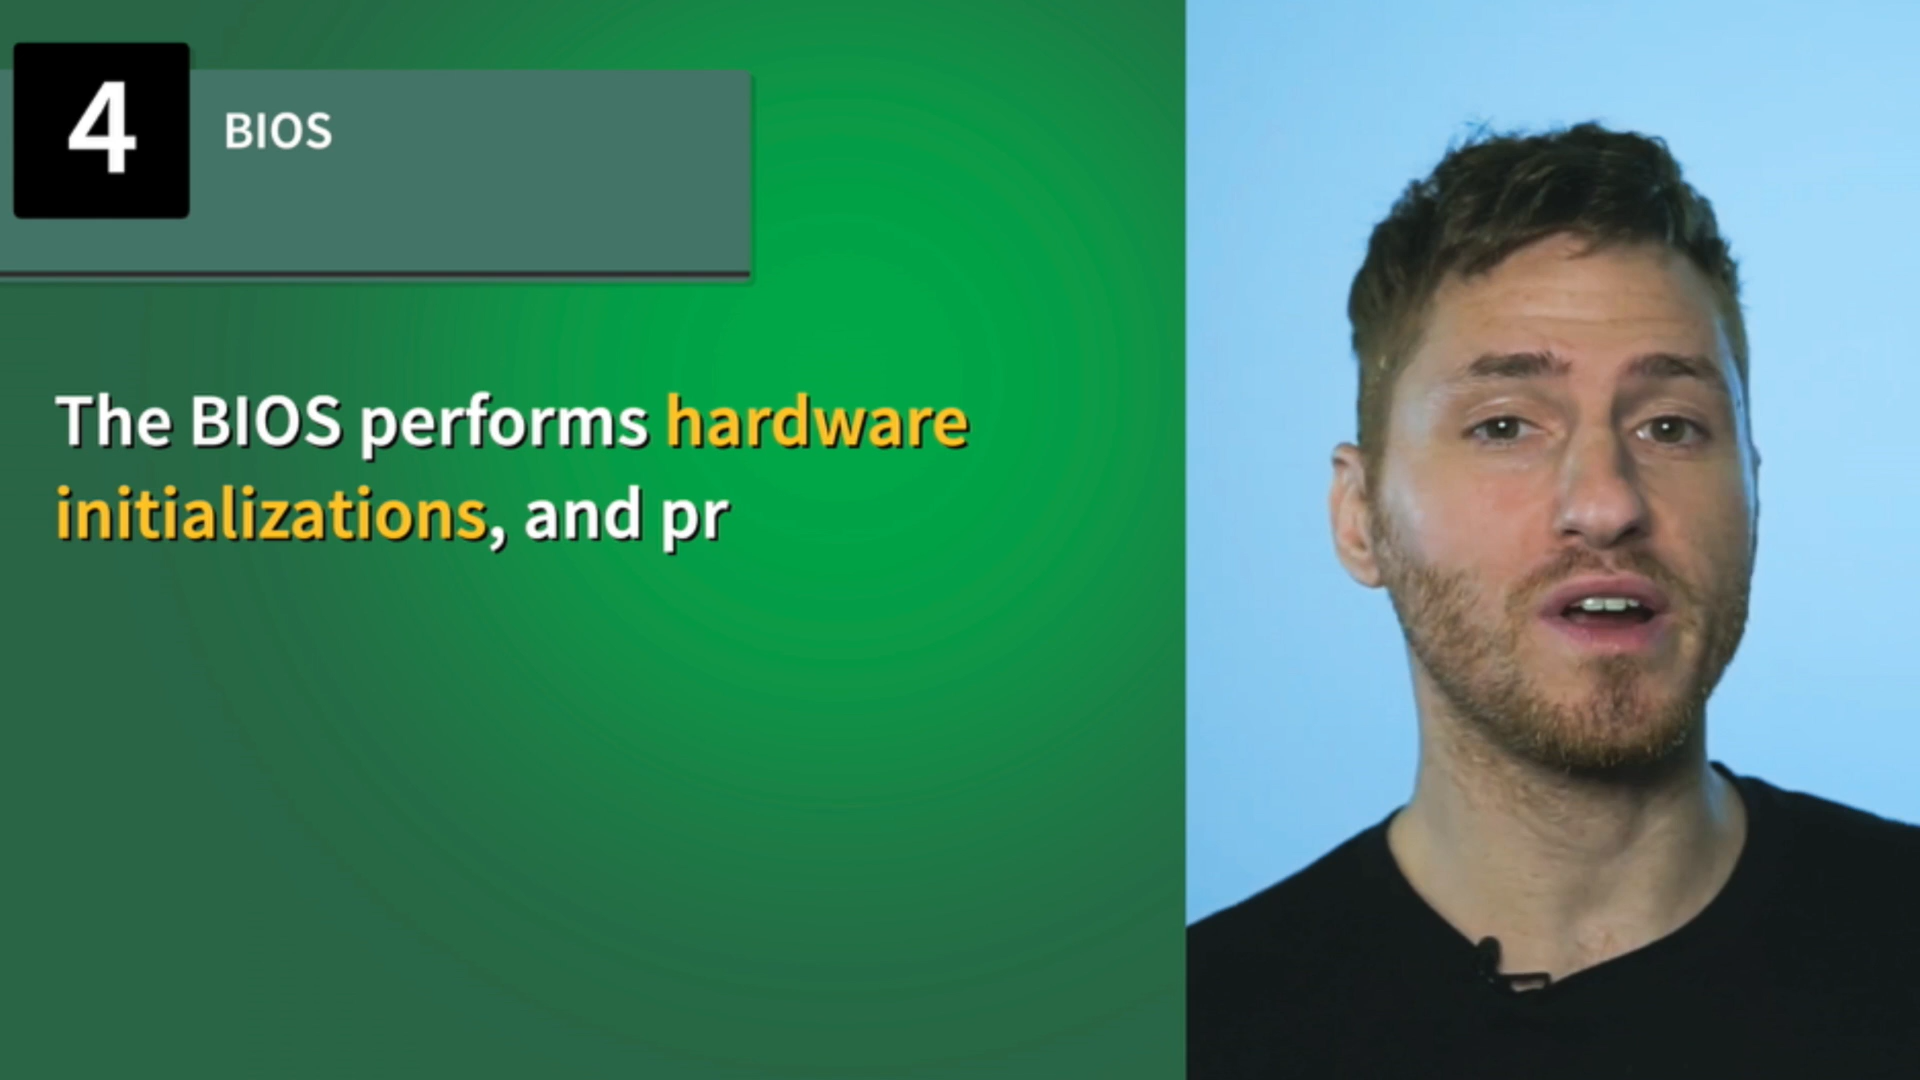 4
BIOS
The BIOS performs hardware
initializations, and pr